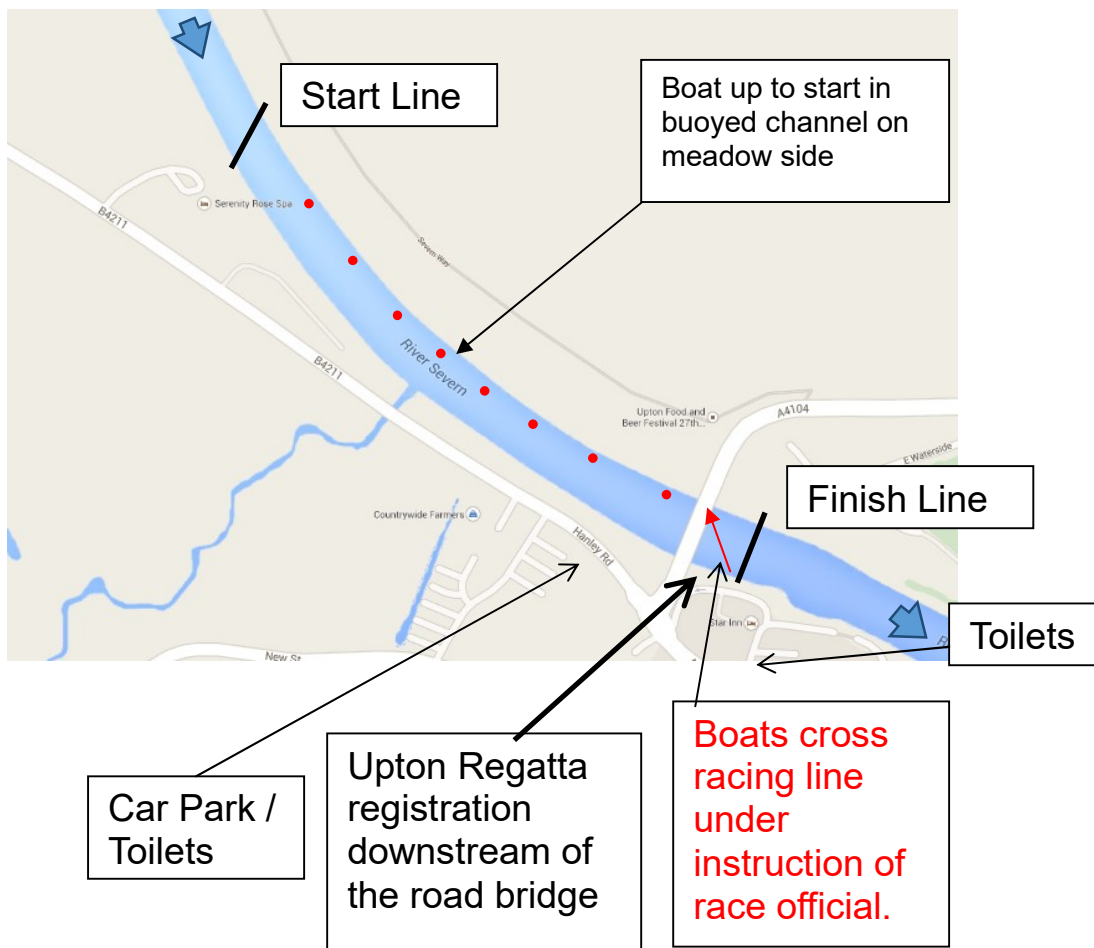 Start Line
Boat up to start in
buoyed channel on
meadow side
Serenity Rose Spa
B4211
Severn Way
B4211
River Severn
Upton Food and
Beer Festival 27th...
A4104
E Waterside
Finish Line
Countrywide Farmers
Hanley Rd
Star Inn
New St
R
Toilets
Car Park /
Toilets
Upton Regatta
registration
downstream of
the road bridge
Boats cross
racing line
under
instruction of
race official.